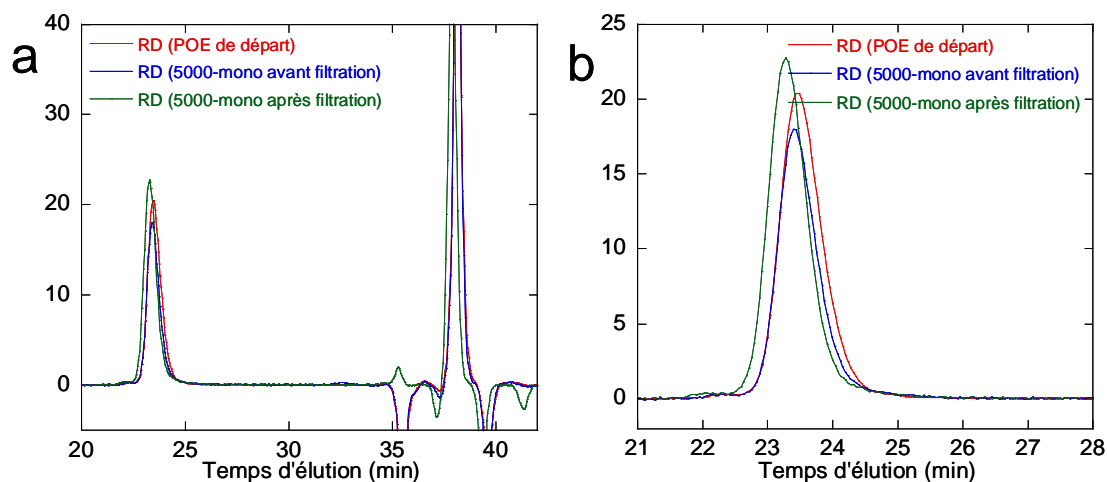 a
40
30
20
10
0
RD (POE de départ)
RD (5000-mono avant filtration)
RD (5000-mono après filtration)
20 25 30 35 40
Temps d'élution (min)
b
25
20
15
10
5
0
RD (POE de départ)
RD (5000-mono avant filtration)
RD (5000-mono après filtration)
21 22 23 24 25 26 27 28
Temps d'élution (min)